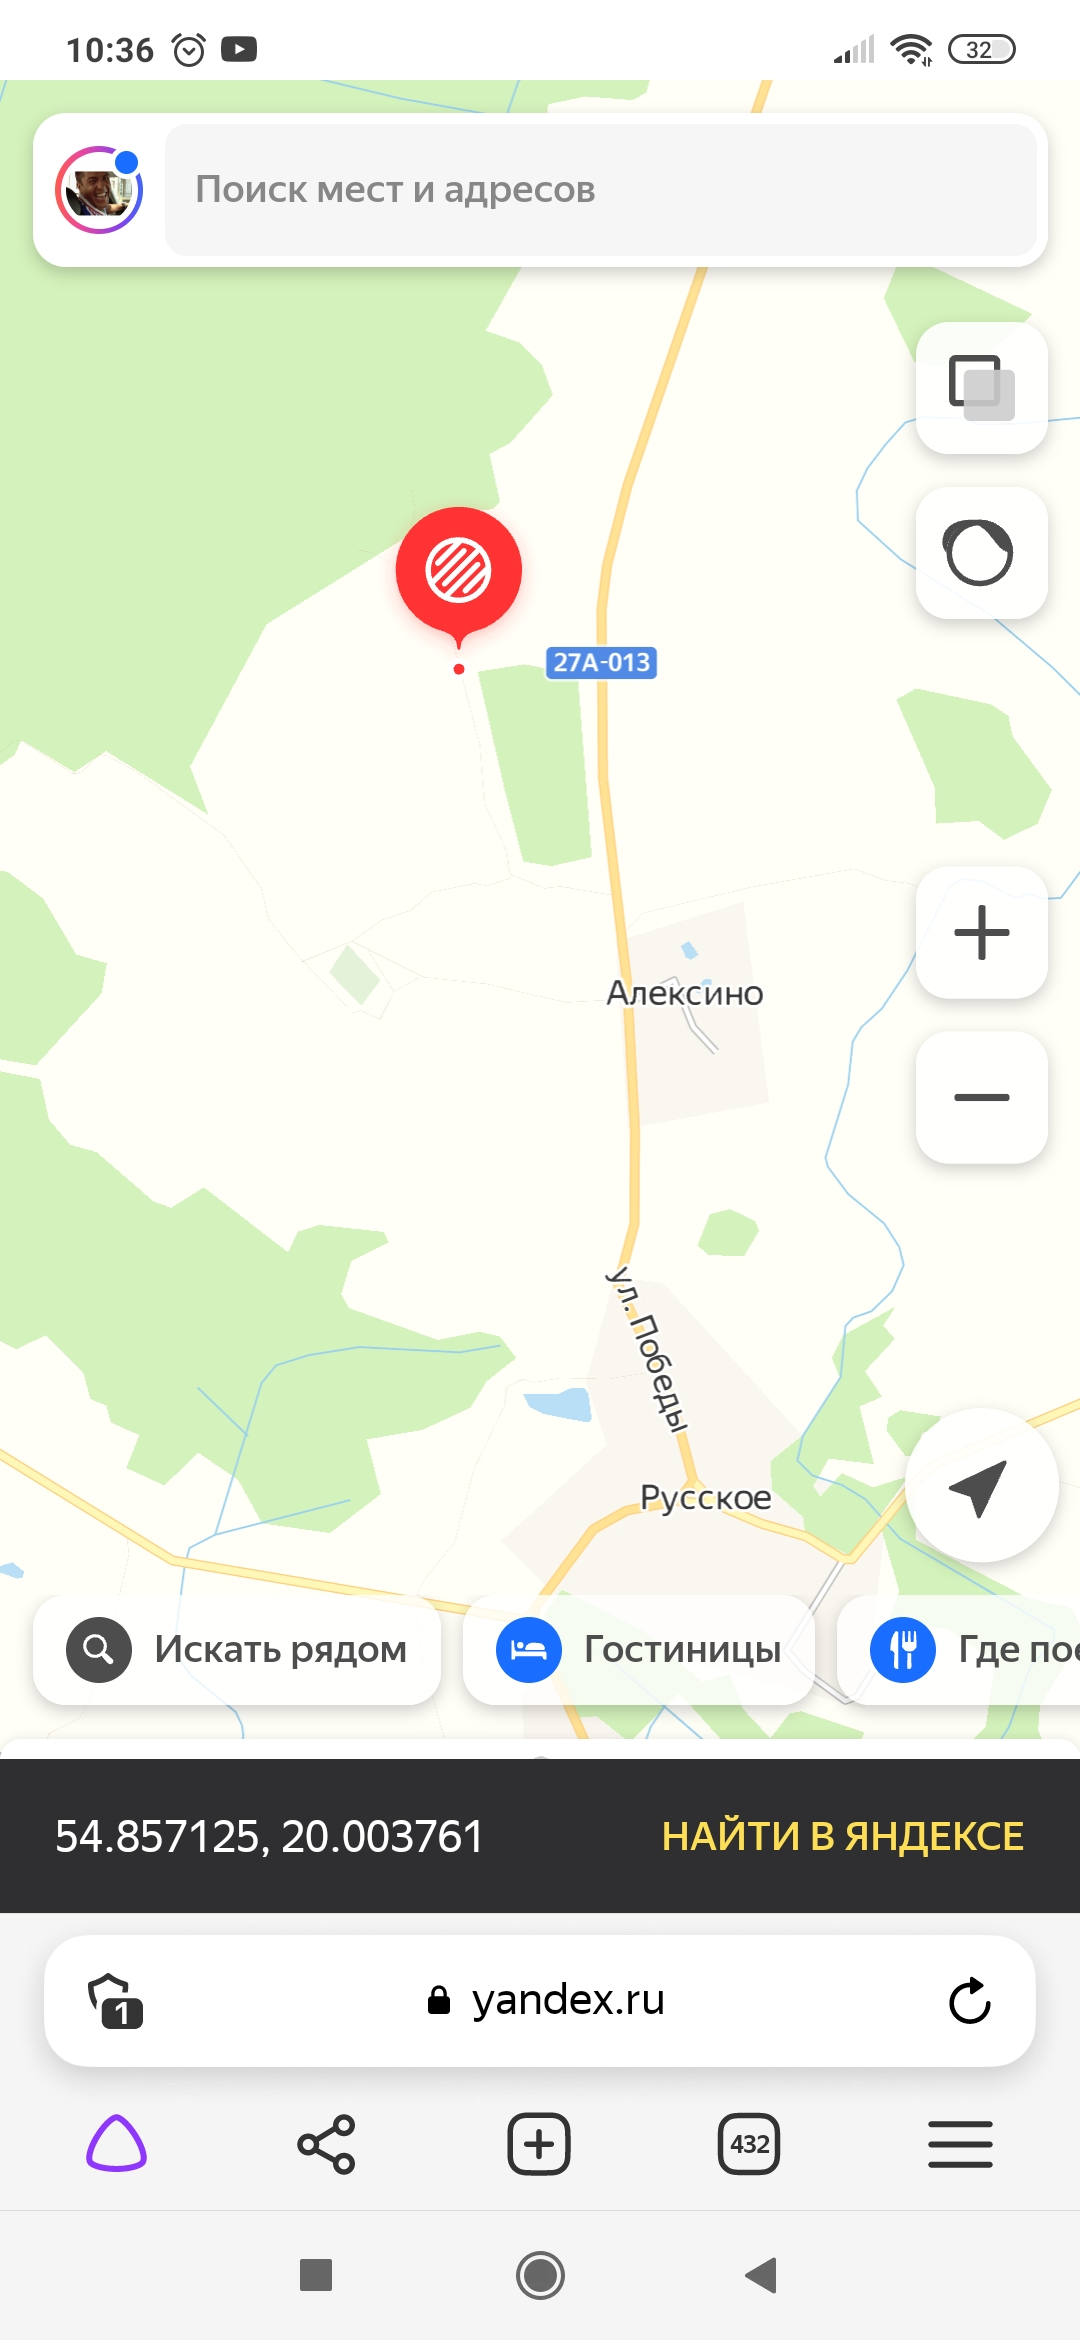 10:36
32
Поиск мест и адресов
27А-013
Алексино
ул. Победы
Русское
Искать рядом
Гостиницы
Где пое
54.857125, 20.003761
НАЙТИ В ЯНДЕКСЕ
1
yandex.ru
432